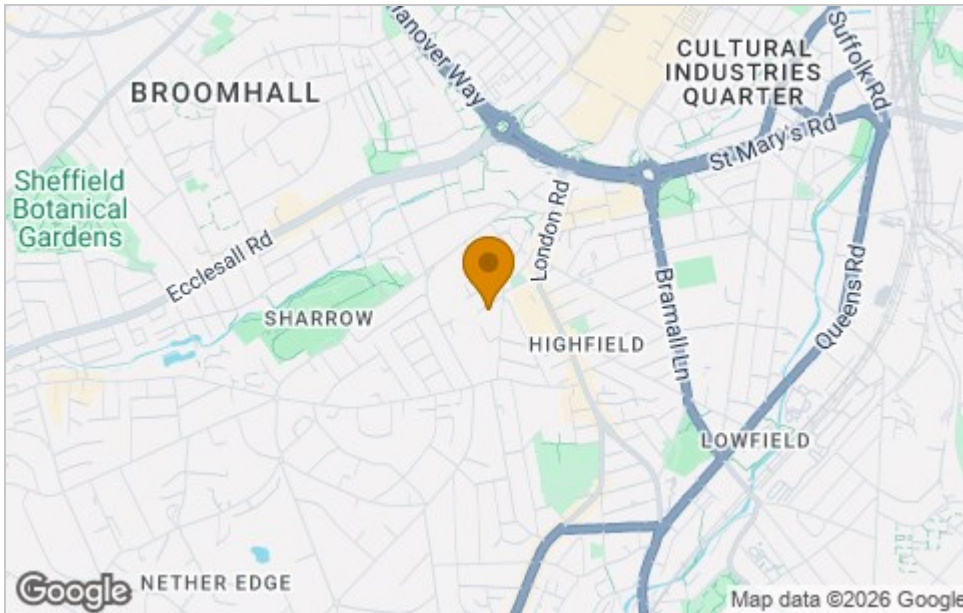 Hanover Way
CULTURAL
INDUSTRIES
QUARTER
Suffolk Rd
BROOMHALL
St Mary's Rd
Sheffield
Botanical
Gardens
London Rd
Ecclesall Rd
Bramall Ln
Queens Rd
SHARROW
HIGHFIELD
LOWFIELD
Google
NETHER EDGE
Map data ©2026 Google